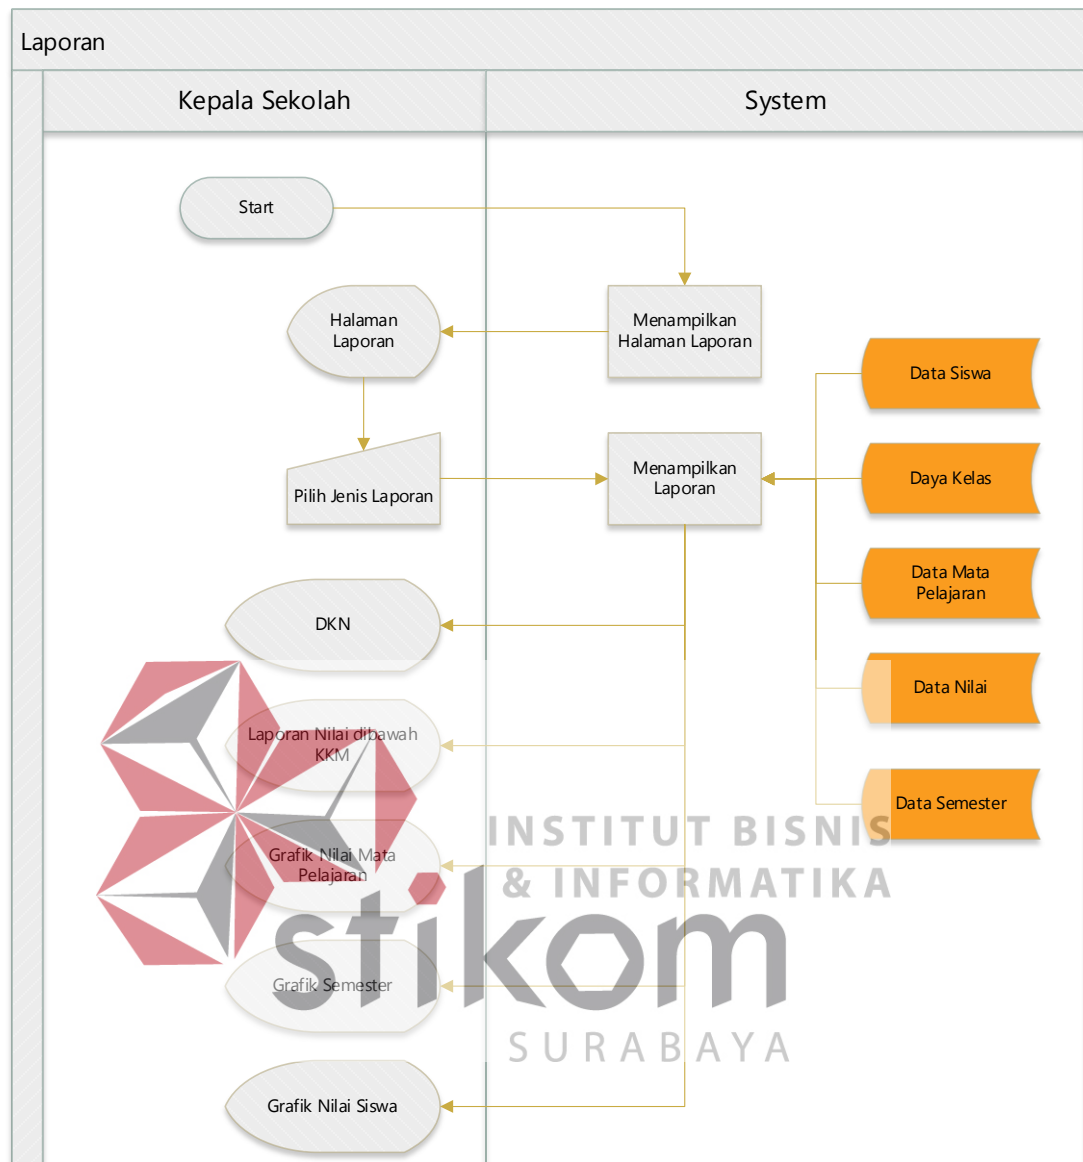 Laporan
Kepala Sekolah
System
Start
Halaman
Laporan
Menampilkan
Halaman Laporan
Data Siswa
Pilih Jenis Laporan
Menampilkan
Laporan
Daya Kelas
Data Mata
Pelajaran
DKN
Data Nilai
Laporan Nilai dibawah
KKM
Data Semester
Grafik Nilai Mata
Pelajaran
INSTITUT BISNIS
& INFORMATIKA
stikom
SURABAYA
Grafik Semester
Grafik Nilai Siswa